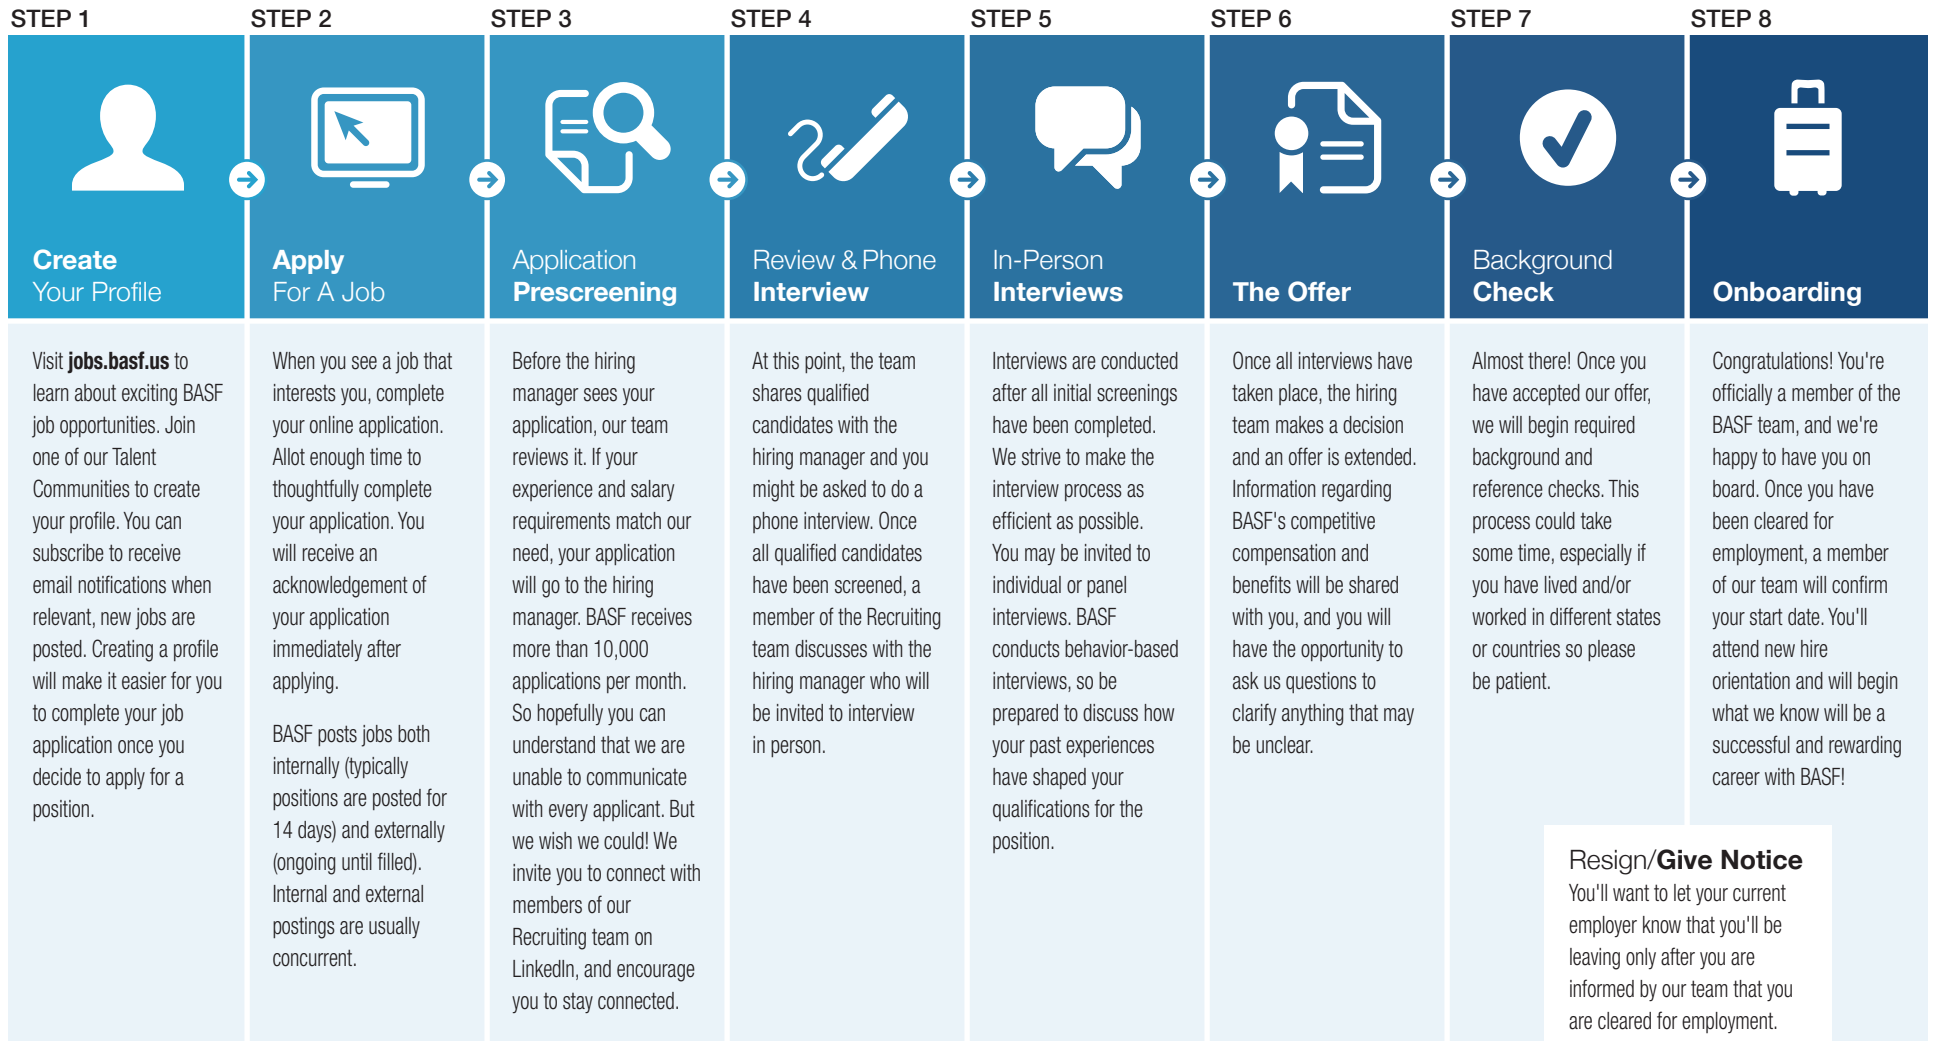 STEP 1
Create
Your Profile
Visit jobs.basf.us to
learn about exciting BASF
job opportunities. Join
one of our Talent
Communities to create
your profile. You can
subscribe to receive
email notifications when
relevant, new jobs are
posted. Creating a profile
will make it easier for you
to complete your job
application once you
decide to apply for a
position.
STEP 2
Apply
For A Job
When you see a job that
interests you, complete
your online application.
Allot enough time to
thoughtfully complete
your application. You
will receive an
acknowledgement of
your application
immediately after
applying.
BASF posts jobs both
internally (typically
positions are posted for
14 days) and externally
(ongoing until filled).
Internal and external
postings are usually
concurrent.
STEP 3
Application
Prescreening
Before the hiring
manager sees your
application, our team
reviews it. If your
experience and salary
requirements match our
need, your application
will go to the hiring
manager. BASF receives
more than 10,000
applications per month.
So hopefully you can
understand that we are
unable to communicate
with every applicant. But
we wish we could! We
invite you to connect with
members of our
Recruiting team on
LinkedIn, and encourage
you to stay connected.
STEP 4
Review & Phone
Interview
At this point, the team
shares qualified
candidates with the
hiring manager and you
might be asked to do a
phone interview. Once
all qualified candidates
have been screened, a
member of the Recruiting
team discusses with the
hiring manager who will
be invited to interview
in person.
STEP 5
In-Person
Interviews
Interviews are conducted
after all initial screenings
have been completed.
We strive to make the
interview process as
efficient as possible.
You may be invited to
individual or panel
interviews. BASF
conducts behavior-based
interviews, so be
prepared to discuss how
your past experiences
have shaped your
qualifications for the
position.
STEP 6
The Offer
Once all interviews have
taken place, the hiring
team makes a decision
and an offer is extended.
Information regarding
BASF's competitive
compensation and
benefits will be shared
with you, and you will
have the opportunity to
ask us questions to
clarify anything that may
be unclear.
STEP 7
Background
Check
Almost there! Once you
have accepted our offer,
we will begin required
background and
reference checks. This
process could take
some time, especially if
you have lived and/or
worked in different states
or countries so please
be patient.
STEP 8
Onboarding
Congratulations! You're
officially a member of the
BASF team, and we're
happy to have you on
board. Once you have
been cleared for
employment, a member
of our team will confirm
your start date. You'll
attend new hire
orientation and will begin
what we know will be a
successful and rewarding
career with BASF!
Resign/Give Notice
You'll want to let your current
employer know that you'll be
leaving only after you are
informed by our team that you
are cleared for employment.